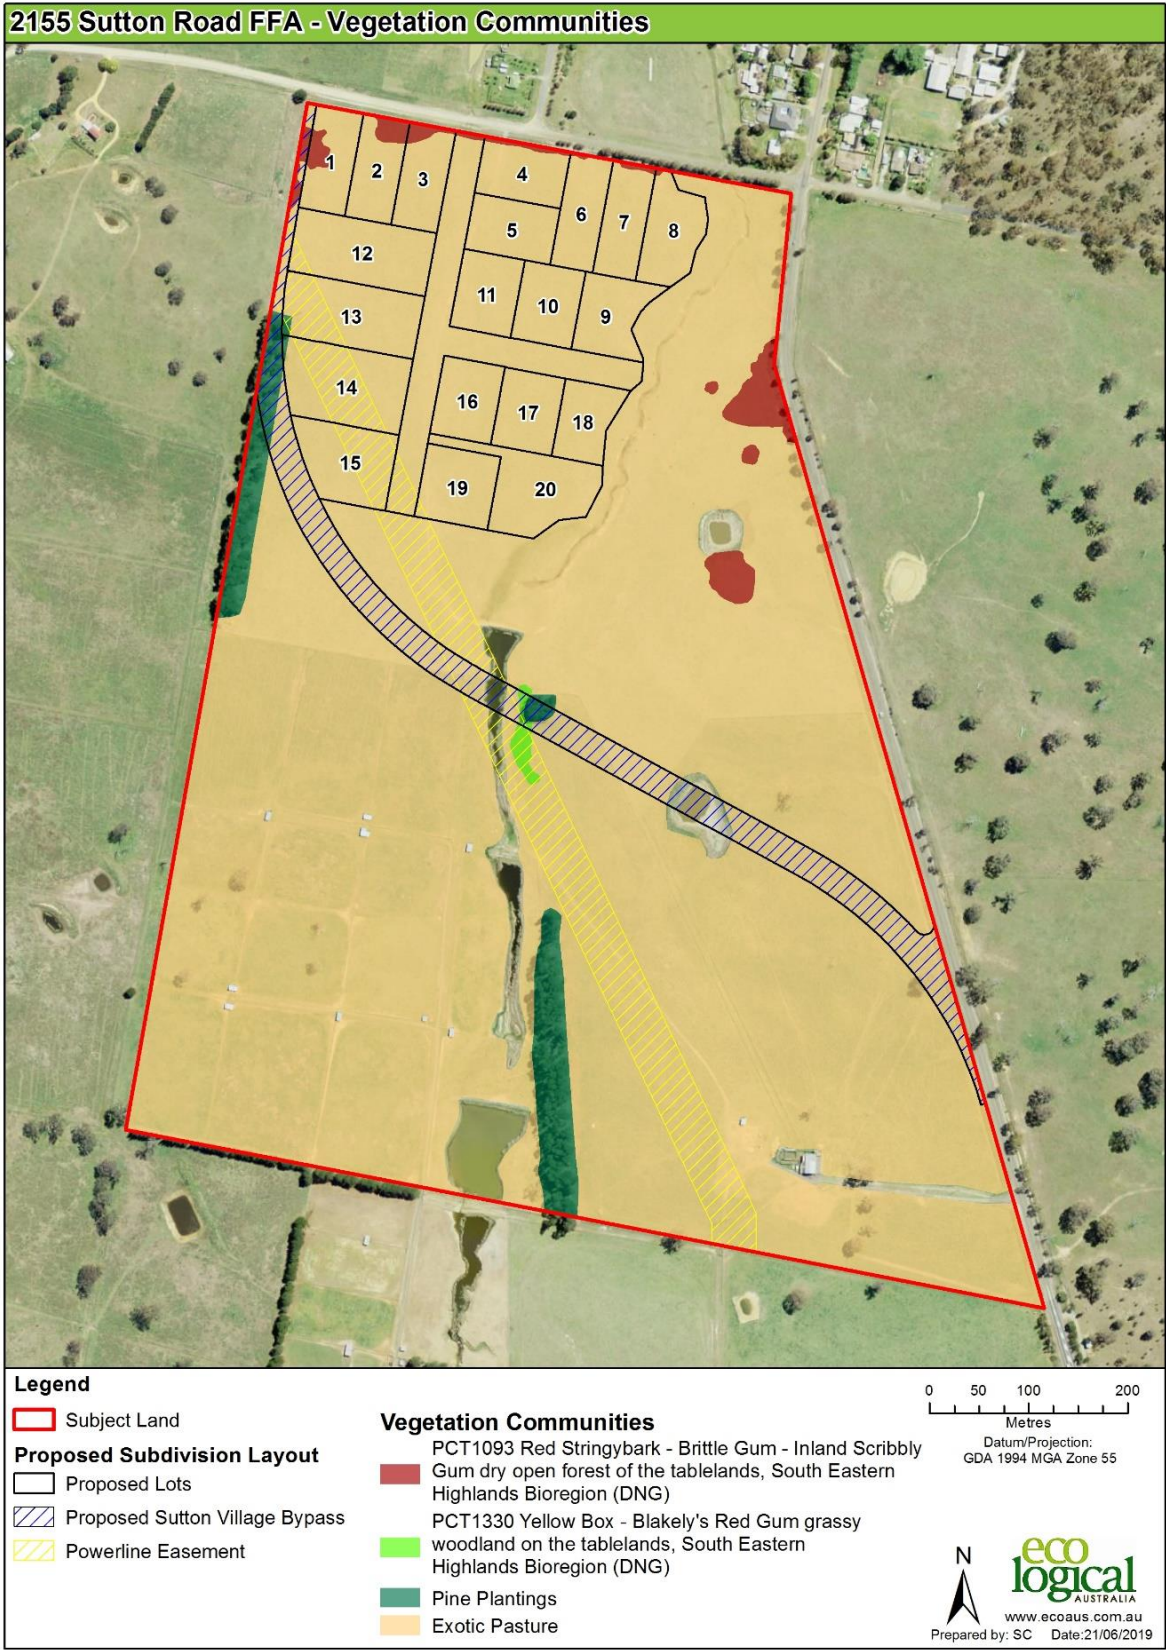 2155 Sutton Road FFA - Vegetation Communities
1
2
3
4
5
6
7
8
12
11
10
9
13
14
16
17
18
15
19
20
Legend
Subject Land
Proposed Subdivision Layout
Proposed Lots
Proposed Sutton Village Bypass
Powerline Easement
Vegetation Communities
PCT1093 Red Stringybark - Brittle Gum - Inland Scribbly
Gum dry open forest of the tablelands, South Eastern
Highlands Bioregion (DNG)
PCT1330 Yellow Box - Blakely's Red Gum grassy
woodland on the tablelands, South Eastern
Highlands Bioregion (DNG)
Pine Plantings
Exotic Pasture
0 50 100 200
Metres
Datum/Projection:
GDA 1994 MGA Zone 55
N
eco
logical
AUSTRALIA
www.ecoaus.com.au
Prepared by: SC Date:21/06/2019